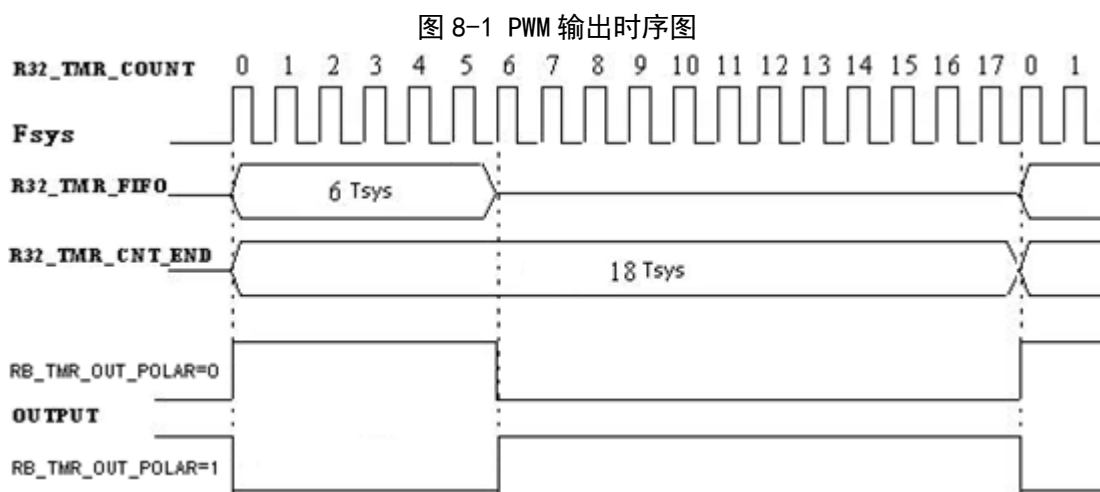 图 8-1 PWM 输出时序图
R32_TMR_COUNT 0 1 2 3 4 5 6 7 8 9 10 11 12 13 14 15 16 17 0 1
Fsys
R32_TMR_FIFO 6 Tsys
R32_TMR_CNT_END 18 Tsys
RB_TMR_OUT_POLAR=0
OUTPUT
RB_TMR_OUT_POLAR=1